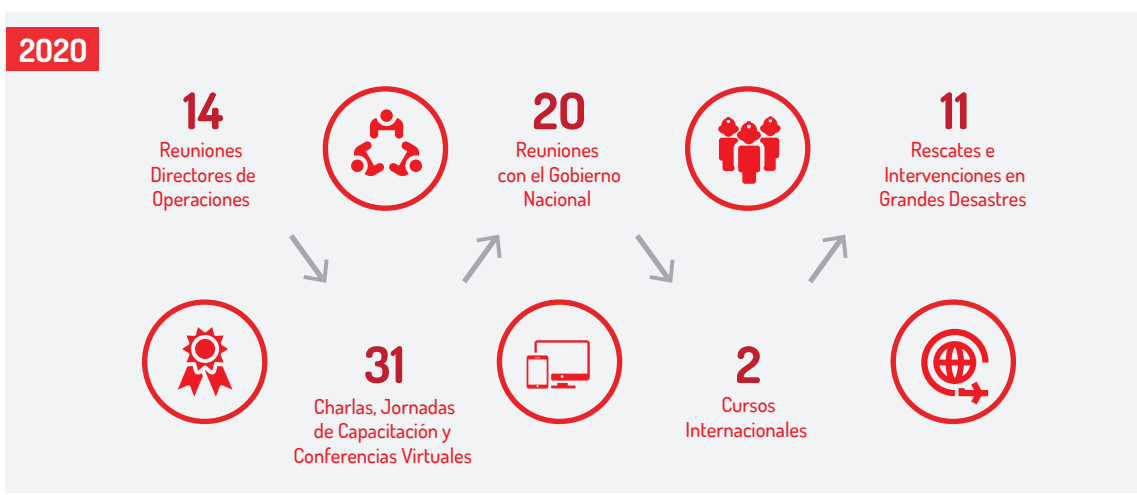 2020
14
Reuniones
Directores de
Operaciones
31
Charlas, Jornadas
de Capacitación y
Conferencias Virtuales
20
Reuniones
con el Gobierno
Nacional
2
Cursos
Internacionales
11
Rescates e
Intervenciones en
Grandes Desastres